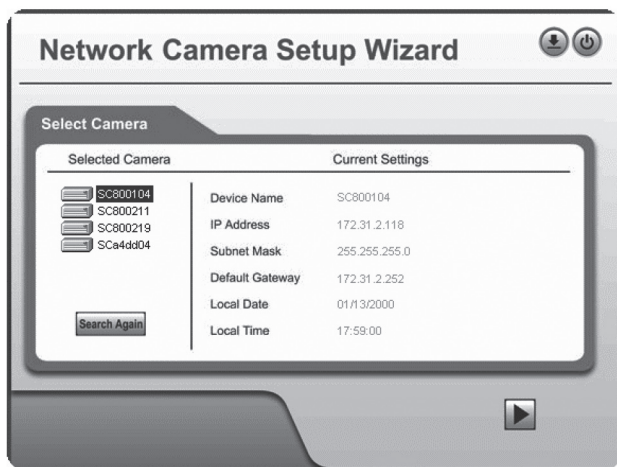 Network Camera Setup Wizard
Select Camera
Selected Camera
Current Settings
SC800104
SC800211
SC800219
SCa4dd04
Search Again
Device Name SC800104
IP Address 172.31.2.118
Subnet Mask 255.255.255.0
Default Gateway 172.31.2.252
Local Date 01/13/2000
Local Time 17:59:00